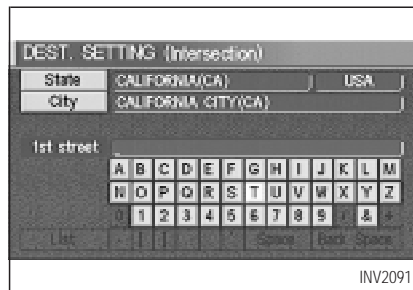 DEST. SETTING (Intersection)
State CALIFORNIA(CA) USA
City CALIFORNIA CITY(CA)
1st street
A B C D E F G H I J K L M
N O P Q R S T U V W X Y Z
0 1 2 3 4 5 6 7 8 9 &
List Space Back Space
INV2091